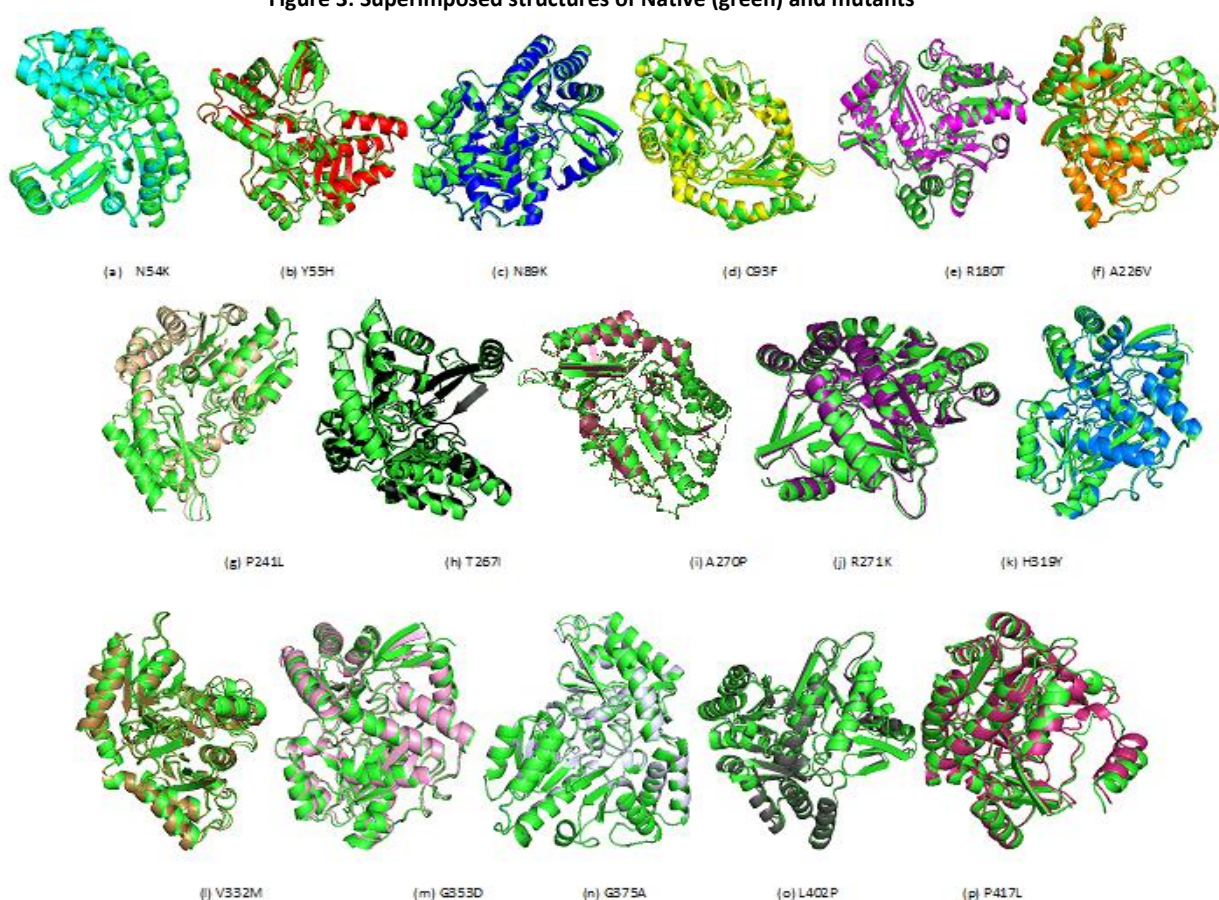 Figure 3: Superimposed structures of Native (green) and mutants
(a) N54K (b) Y55H (c) N89K (d) C93F (e) R180T (f) A226V
(g) P241L (h) T267I (i) A270P (j) R271K (k) H319Y
(l) V332M (m) G353D (n) G375A (o) L402P (p) P417L